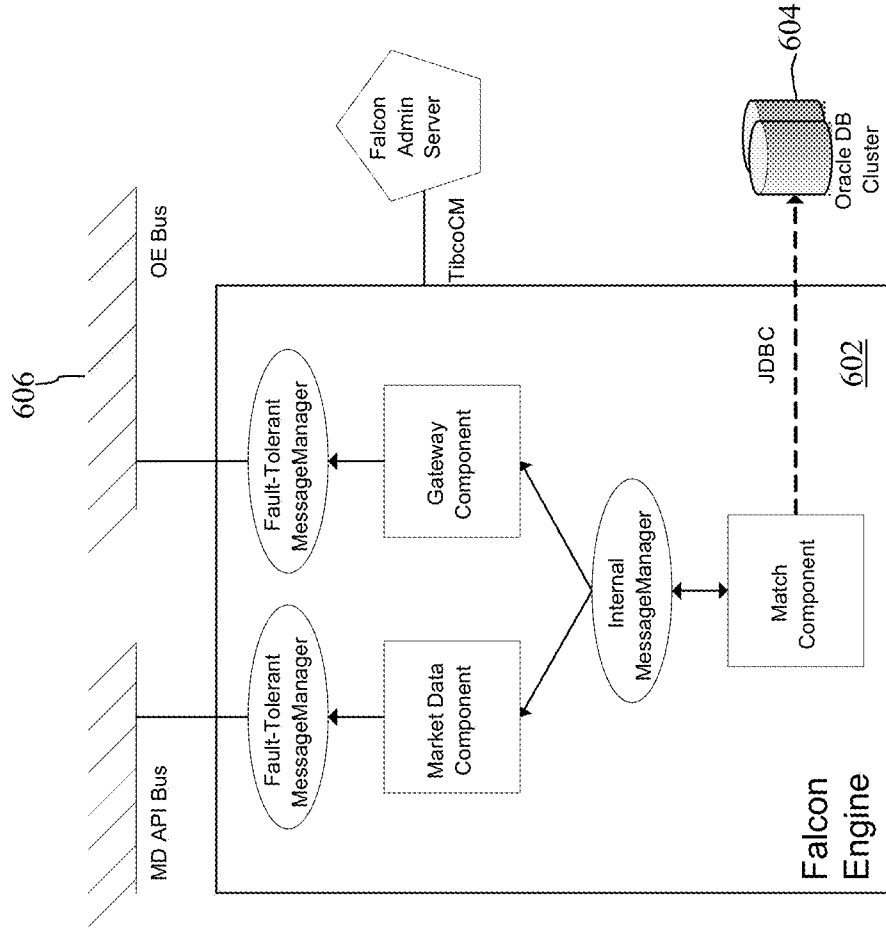 606
MD API Bus
OE Bus
Fault-Tolerant
MessageManager
Fault-Tolerant
MessageManager
Falcon
Admin
Server
TibcoCM
Market Data
Component
Gateway
Component
Internal
MessageManager
Match
Component
JDBC
602
604
Oracle DB
Cluster
Falcon
Engine